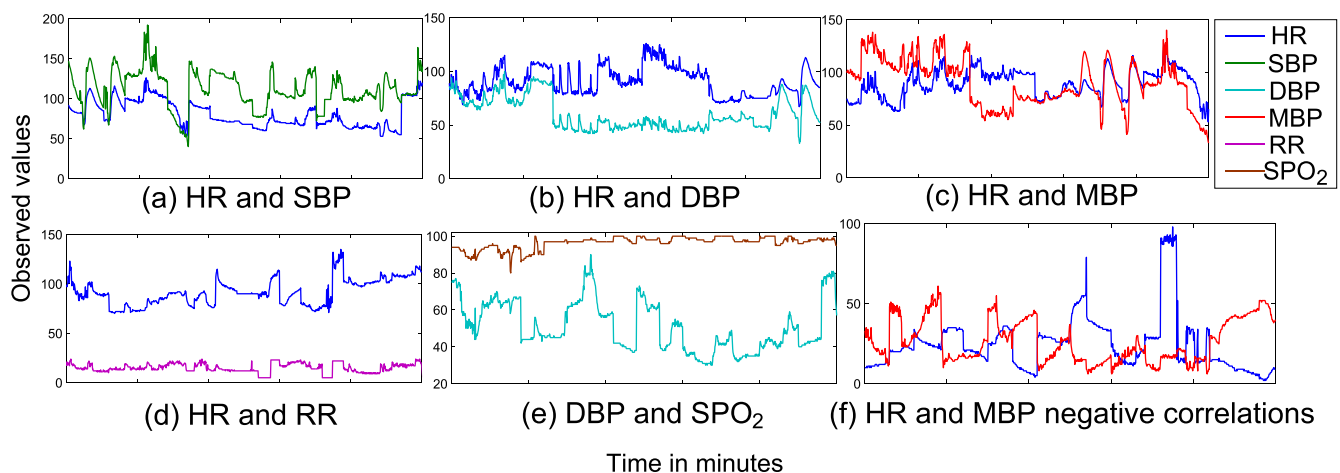 Observed values
200
150
100
50
0
(a) HR and SBP
150
100
50
0
(b) HR and DBP
150
100
50
0
(c) HR and MBP
HR
SBP
DBP
MBP
RR
SPO2
150
100
50
0
(d) HR and RR
100
80
60
40
20
(e) DBP and SPO2
100
50
0
(f) HR and MBP negative correlations
Time in minutes